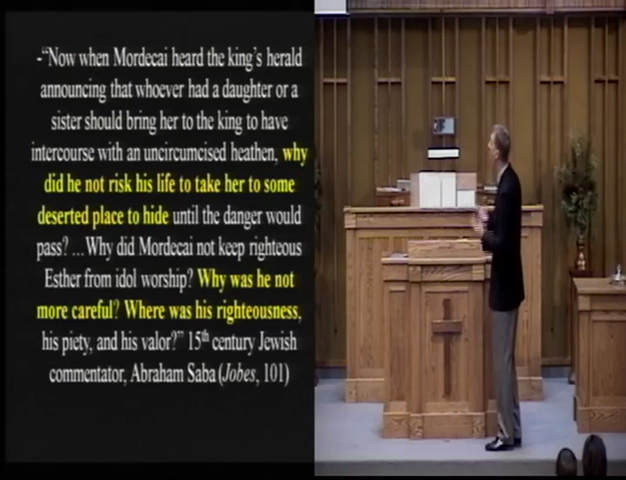 -“Now when Mordecai heard the king’s herald
announcing that whoever had a daughter or a
sister should bring her to the king to have
intercourse with an uncircumcised heathen, why
did he not risk his life to take her to some
deserted place to hide until the danger would
pass? ...Why did Mordecai not keep righteous
Esther from idol worship? Why was he not
more careful? Where was his righteousness,
his piety, and his valor?” 15th century Jewish
commentator, Abraham Saba (Jobes, 101)